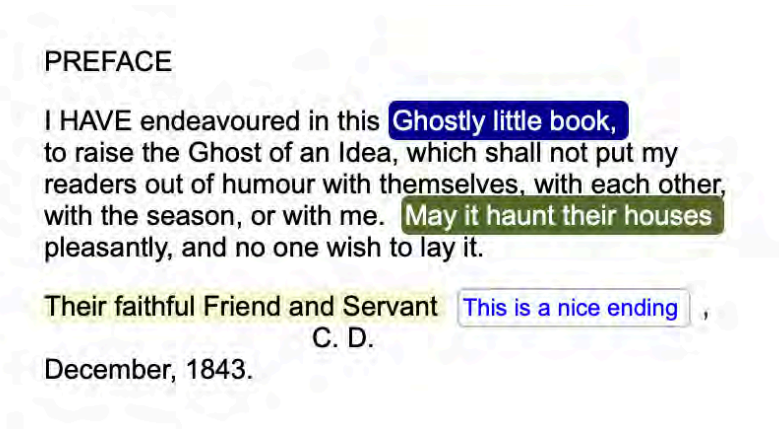 PREFACE
I HAVE endeavoured in this Ghostly little book,
to raise the Ghost of an Idea, which shall not put my
readers out of humour with themselves, with each other,
with the season, or with me. May it haunt their houses
pleasantly, and no one wish to lay it.
Their faithful Friend and Servant This is a nice ending ,
C. D.
December, 1843.